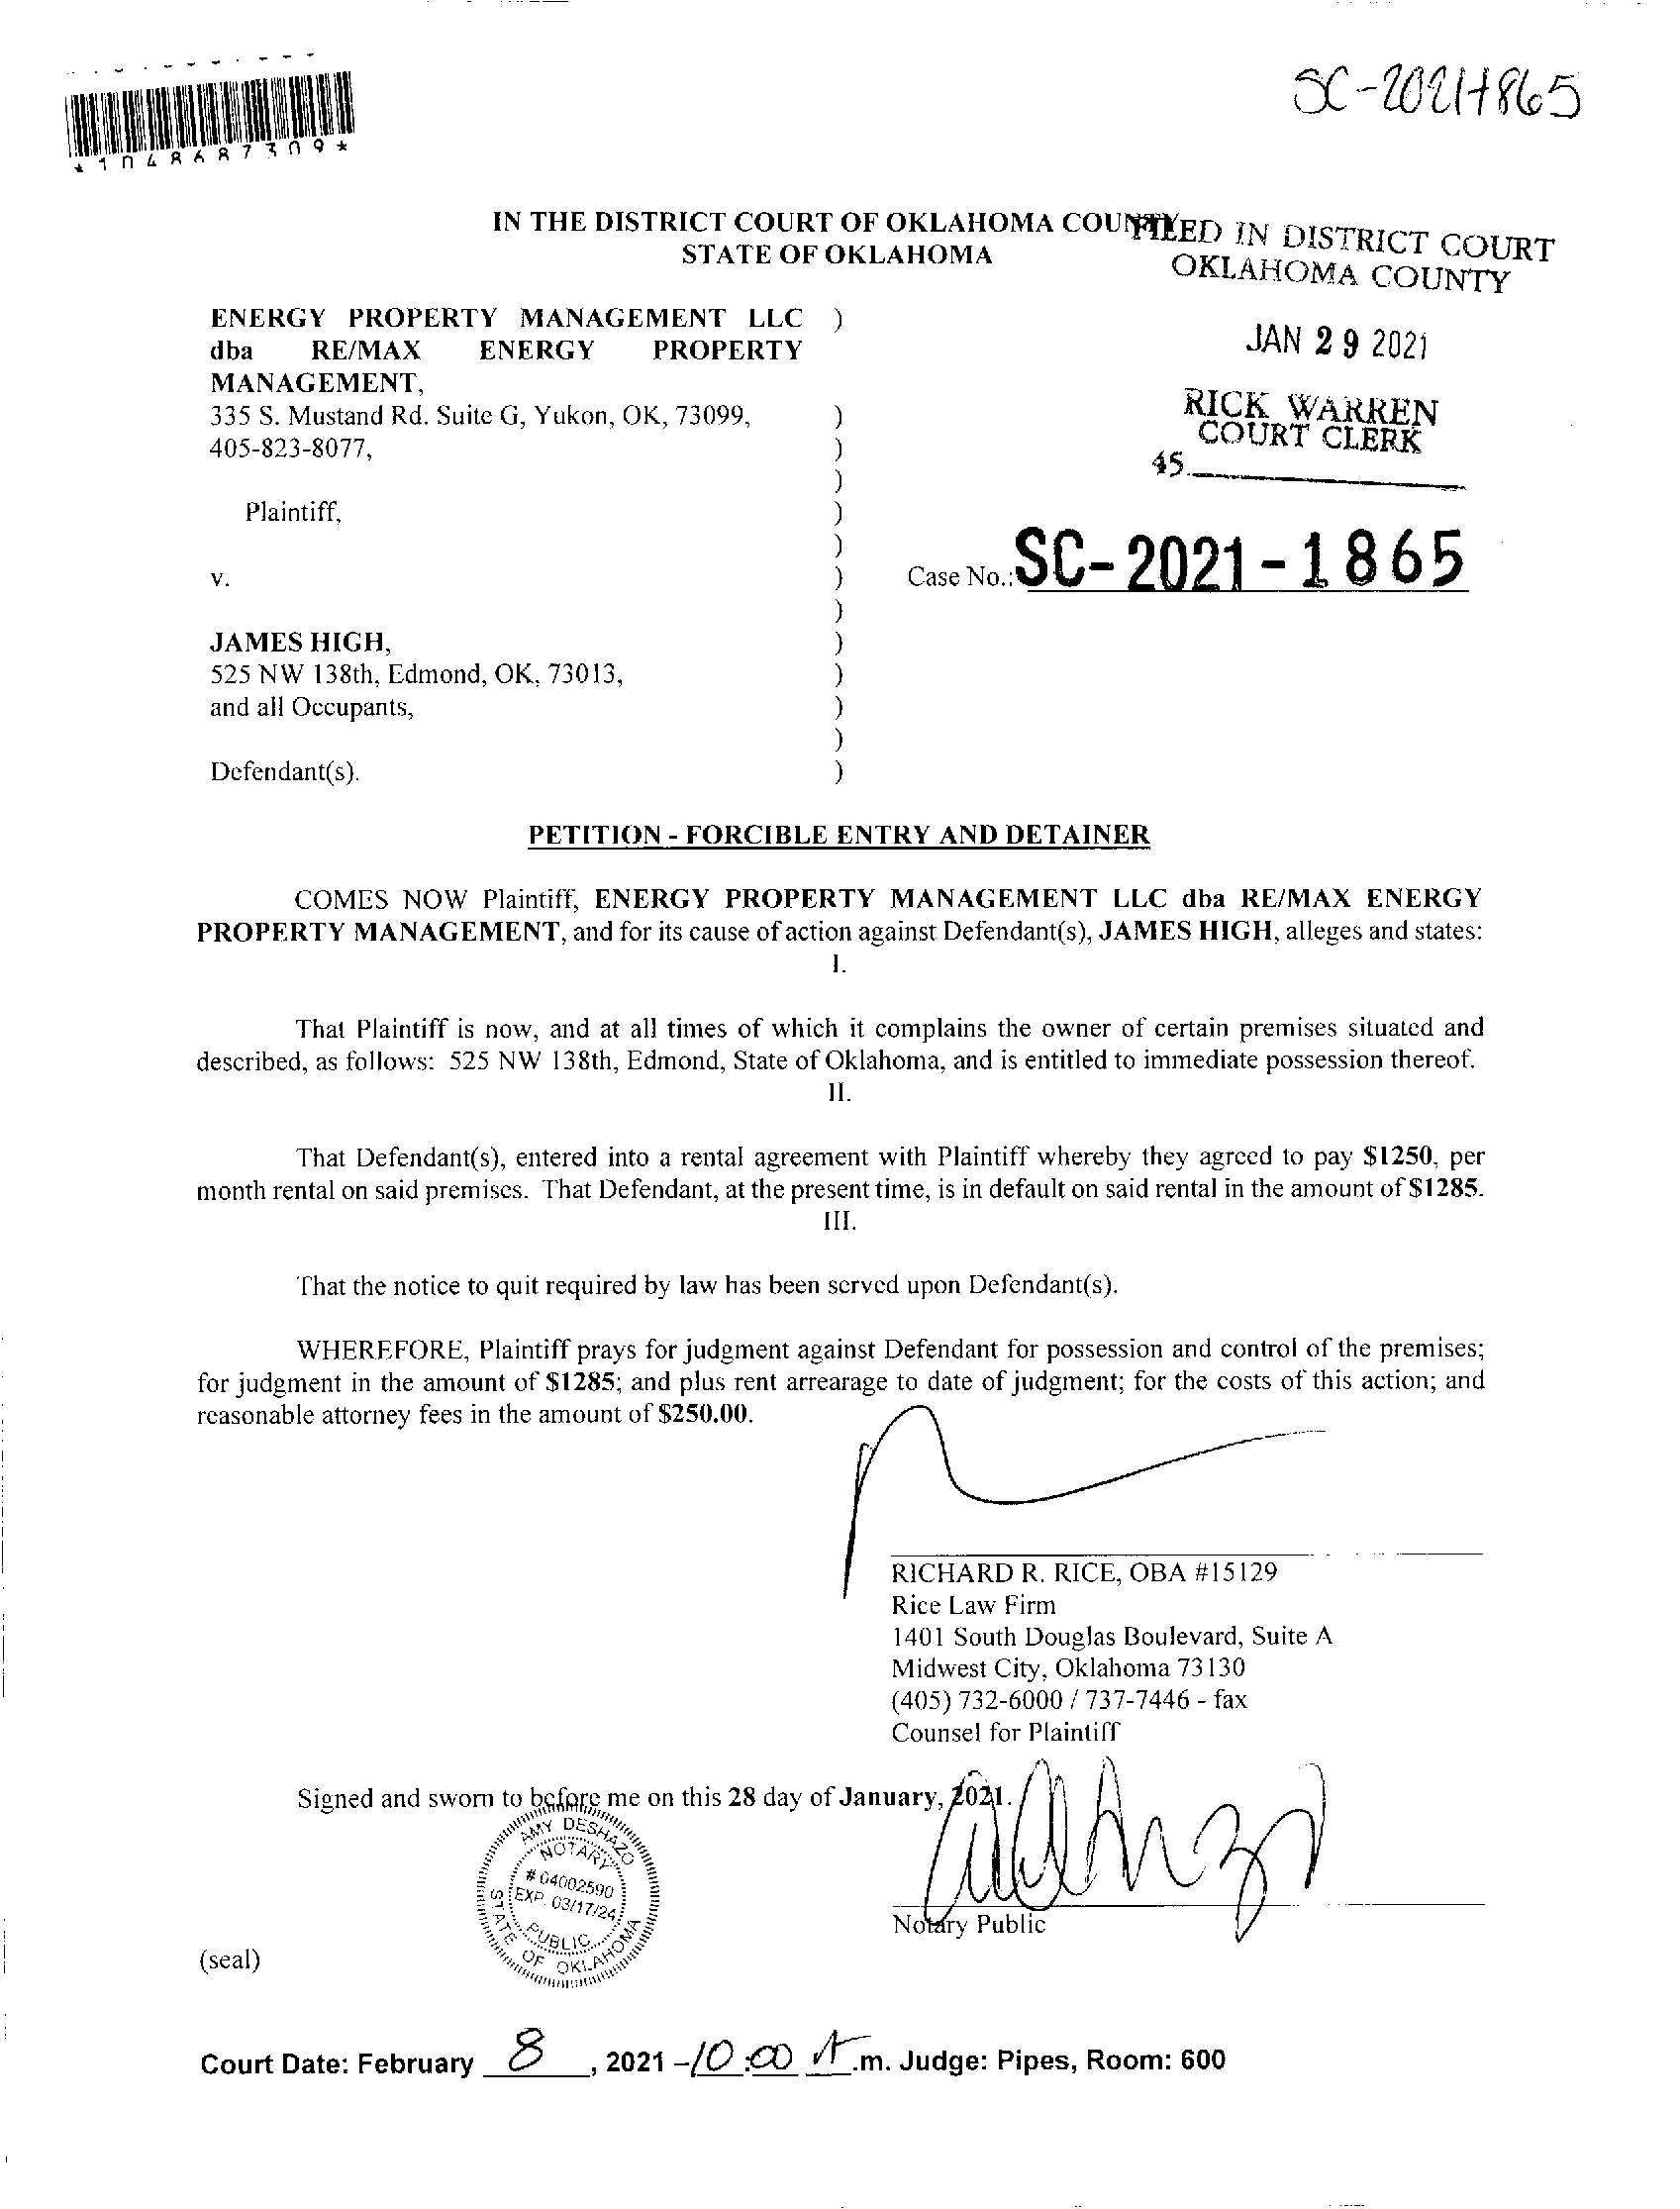 SC-2021-1865
*1048687309*
IN THE DISTRICT COURT OF OKLAHOMA COUNTY
STATE OF OKLAHOMA
FILED IN DISTRICT COURT
OKLAHOMA COUNTY
JAN 29 2021
RICK WARREN
COURT CLERK
45
ENERGY PROPERTY MANAGEMENT LLC )
dba RE/MAX ENERGY PROPERTY
MANAGEMENT,
335 S. Mustand Rd. Suite G, Yukon, OK, 73099, )
405-823-8077, )
)
Plaintiff, )
)
v. ) Case No.: SC-2021-1865
)
JAMES HIGH, )
525 NW 138th, Edmond, OK, 73013, )
and all Occupants, )
)
Defendant(s). )
PETITION - FORCIBLE ENTRY AND DETAINER
COMES NOW Plaintiff, ENERGY PROPERTY MANAGEMENT LLC dba RE/MAX ENERGY
PROPERTY MANAGEMENT, and for its cause of action against Defendant(s), JAMES HIGH, alleges and states:
I.
That Plaintiff is now, and at all times of which it complains the owner of certain premises situated and
described, as follows: 525 NW 138th, Edmond, State of Oklahoma, and is entitled to immediate possession thereof.
II.
That Defendant(s), entered into a rental agreement with Plaintiff whereby they agreed to pay $1250, per
month rental on said premises. That Defendant, at the present time, is in default on said rental in the amount of $1285.
III.
That the notice to quit required by law has been served upon Defendant(s).
WHEREFORE, Plaintiff prays for judgment against Defendant for possession and control of the premises;
for judgment in the amount of $1285; and plus rent arrearage to date of judgment; for the costs of this action; and
reasonable attorney fees in the amount of $250.00.
RICHARD R. RICE, OBA #15129
Rice Law Firm
1401 South Douglas Boulevard, Suite A
Midwest City, Oklahoma 73130
(405) 732-6000 / 737-7446 - fax
Counsel for Plaintiff
Signed and sworn to before me on this 28 day of January, 2021.
AMY DESHAZO
NOTARY
# 04002590
EXP. 03/17/24
PUBLIC
STATE OF OKLAHOMA
Notary Public
(seal)
Court Date: February 8, 2021 - 10:00 A.m. Judge: Pipes, Room: 600